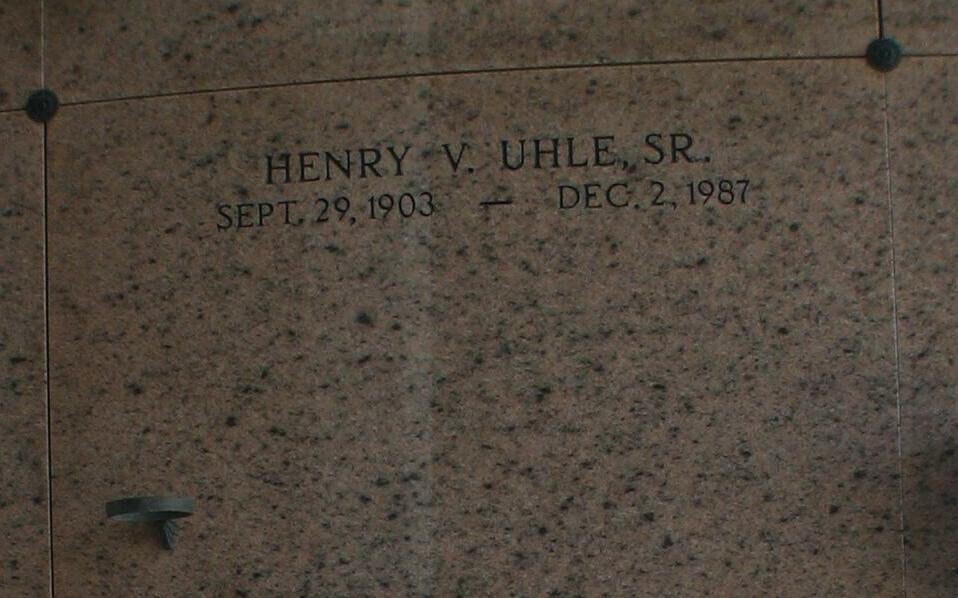 HENRY V. UHLE, SR.
SEPT. 29, 1903 — DEC. 2, 1987